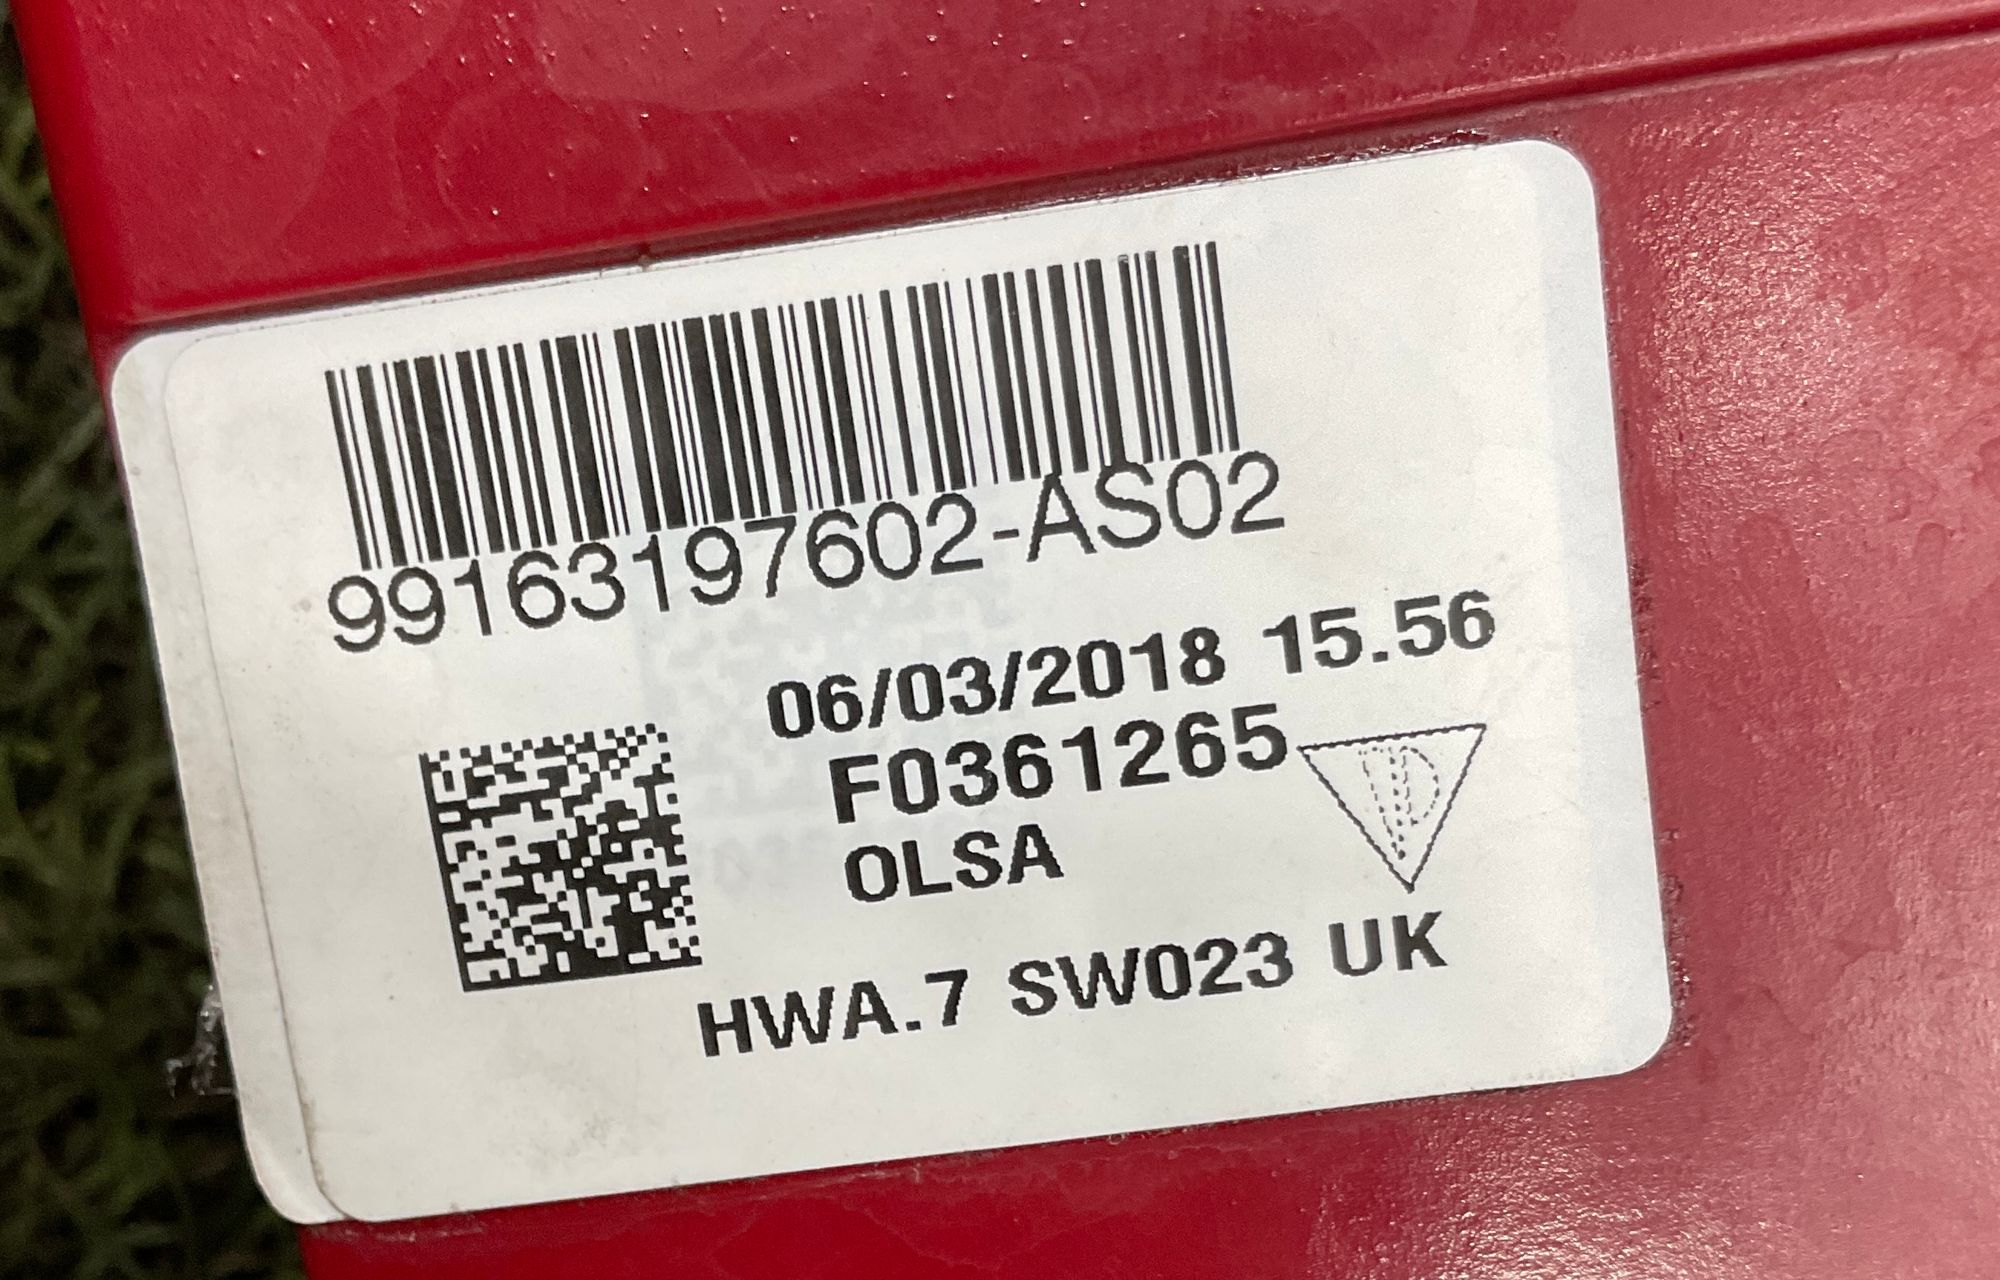 99163197602-AS02
06/03/2018 15.56
F0361265
OLSA
HWA.7 SW023 UK